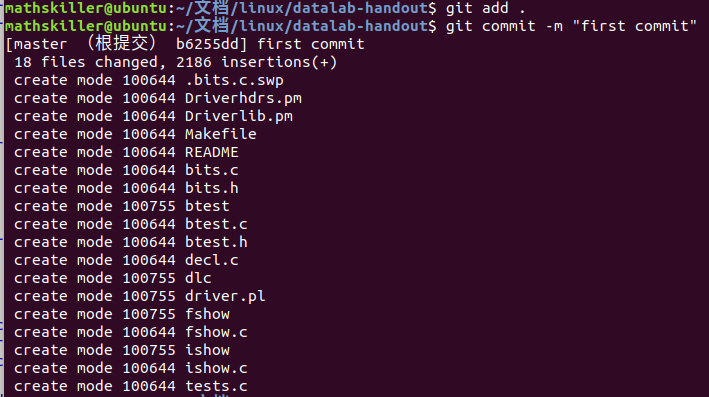 mathskiller@ubuntu:~/文档/linux/datalab-handout$ git add .
mathskiller@ubuntu:~/文档/linux/datalab-handout$ git commit -m "first commit"
[master （根提交） b6255dd] first commit
 18 files changed, 2186 insertions(+)
 create mode 100644 .bits.c.swp
 create mode 100644 Driverhdrs.pm
 create mode 100644 Driverlib.pm
 create mode 100644 Makefile
 create mode 100644 README
 create mode 100644 bits.c
 create mode 100644 bits.h
 create mode 100755 btest
 create mode 100644 btest.c
 create mode 100644 btest.h
 create mode 100644 decl.c
 create mode 100755 dlc
 create mode 100755 driver.pl
 create mode 100755 fshow
 create mode 100644 fshow.c
 create mode 100755 ishow
 create mode 100644 ishow.c
 create mode 100644 tests.c